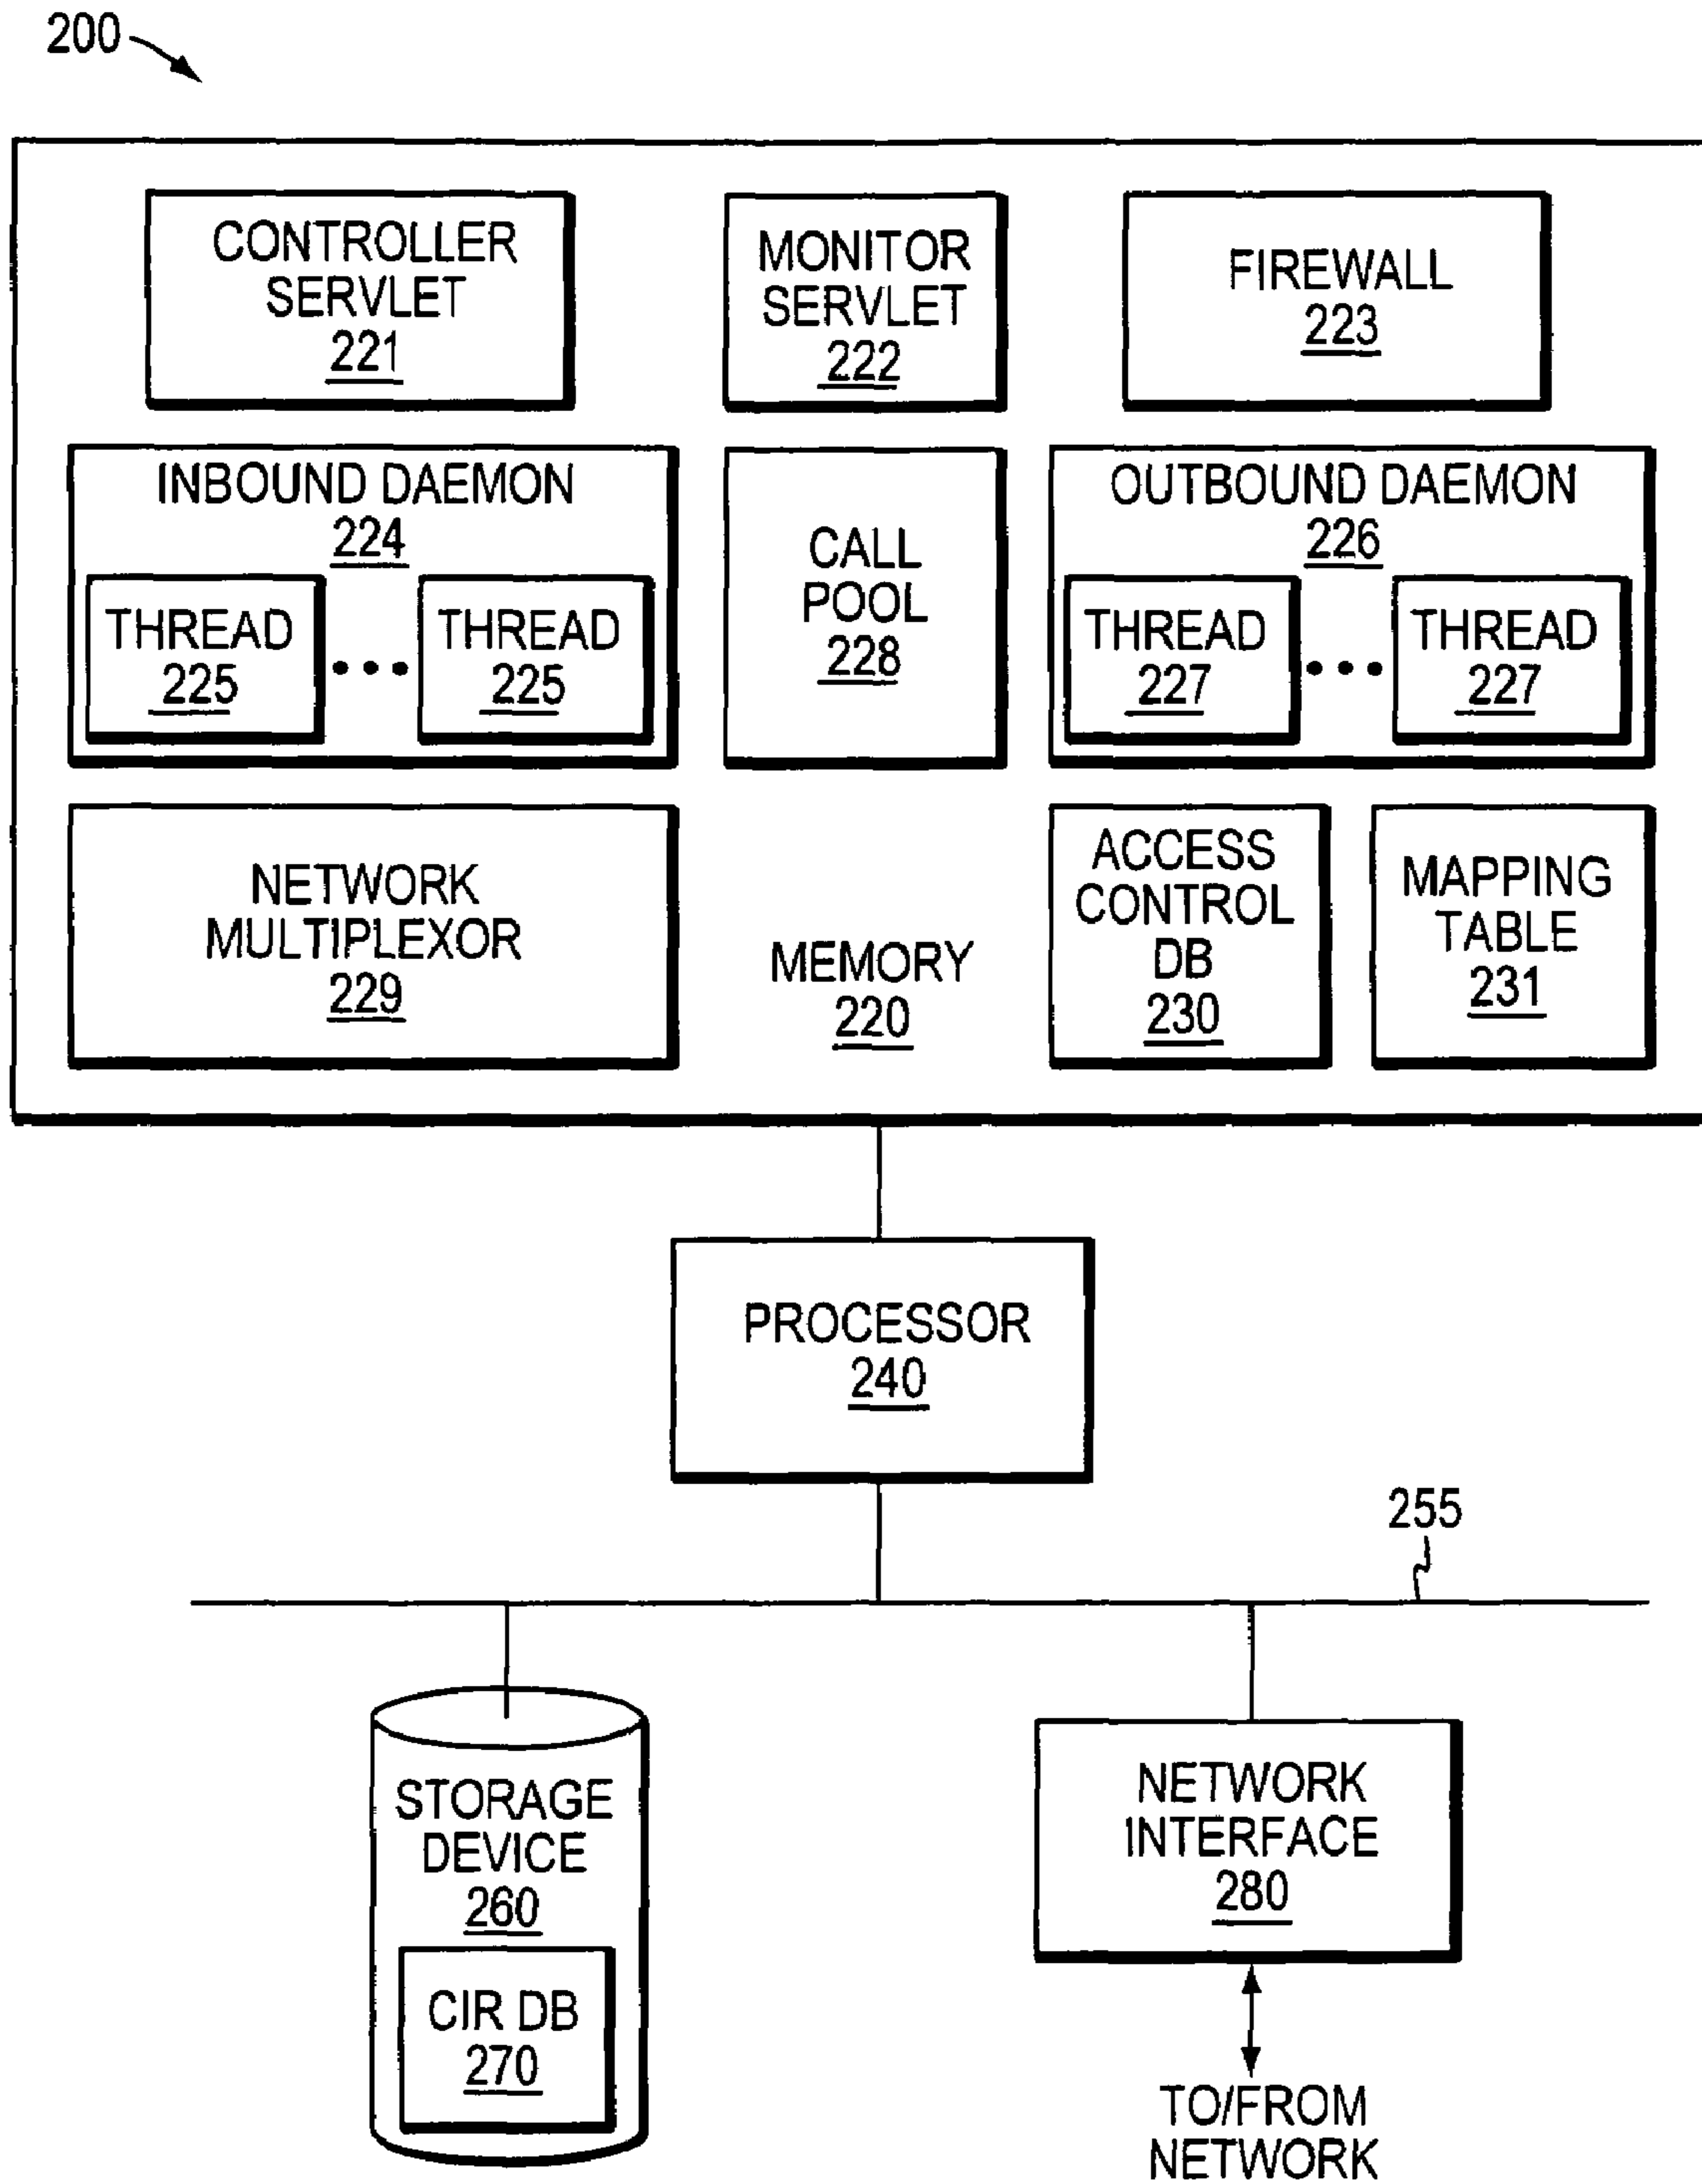 200
CONTROLLER
SERVLET
221
MONITOR
SERVLET
222
FIREWALL
223
INBOUND DAEMON
224
THREAD
225
•••
THREAD
225
CALL
POOL
228
OUTBOUND DAEMON
226
THREAD
227
•••
THREAD
227
NETWORK
MULTIPLEXOR
229
MEMORY
220
ACCESS
CONTROL
DB
230
MAPPING
TABLE
231
PROCESSOR
240
255
STORAGE
DEVICE
260
CIR DB
270
NETWORK
INTERFACE
280
TO/FROM
NETWORK